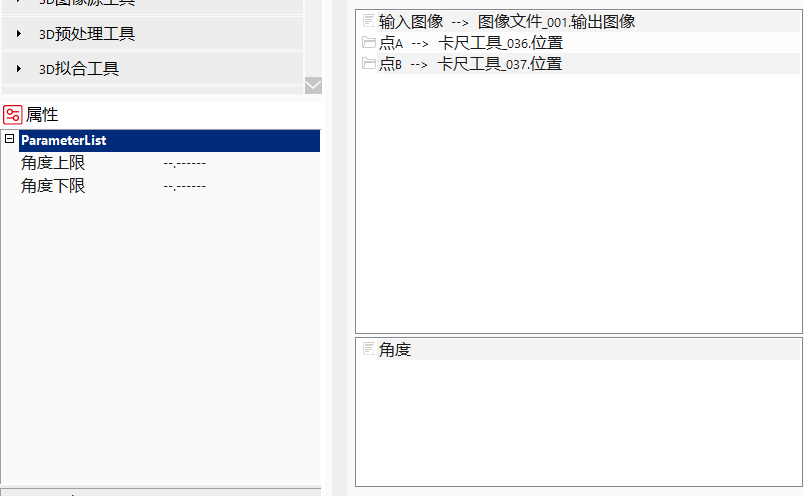 3D图像源工具
3D预处理工具
3D拟合工具
属性
ParameterList
角度上限 --.------
角度下限 --.------
输入图像 --> 图像文件_001.输出图像
点A --> 卡尺工具_036.位置
点B --> 卡尺工具_037.位置
角度